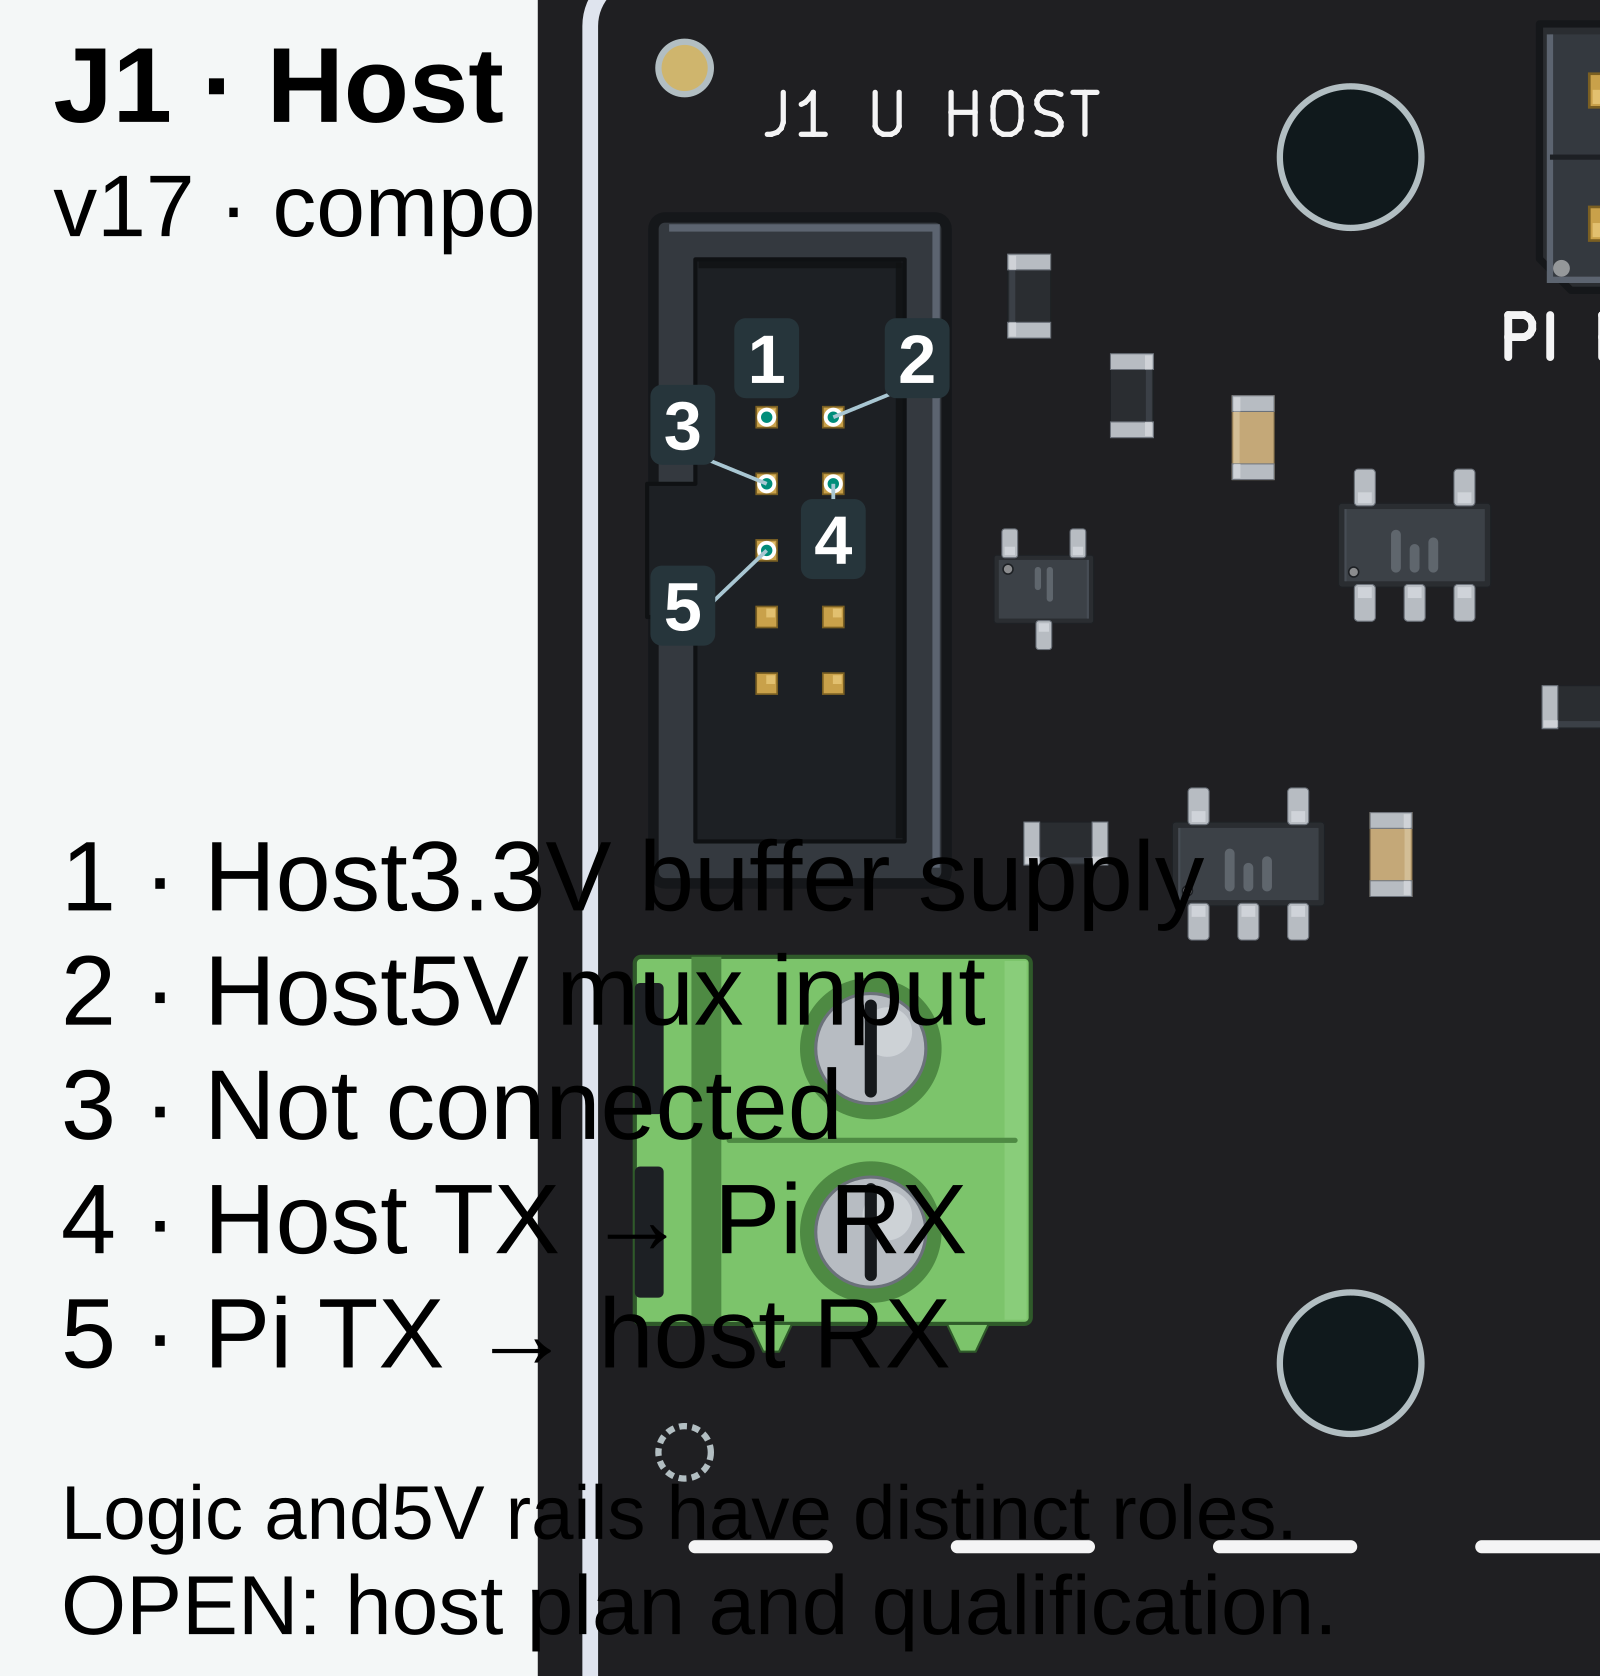 J1 · Host
v17 · compo
J1 U HOST
PI
1
2
3
4
5
1 · Host3.3V buffer supply
2 · Host5V mux input
3 · Not connected
4 · Host TX → Pi RX
5 · Pi TX → host RX
Logic and5V rails have distinct roles.
OPEN: host plan and qualification.